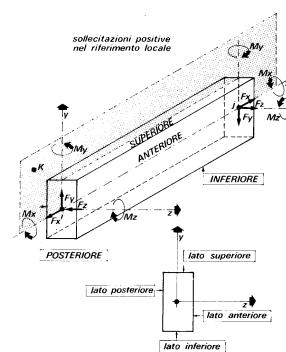 sollecitazioni positive
nel riferimento locale
My
Mx
Fx
J
Fz
Fy
Mz
SUPERIORE
ANTERIORE
INFERIORE
y
My
K
Fy
Fz
Mx
Fx
I
Mz
z
POSTERIORE
y
lato superiore
lato posteriore
z
lato anteriore
lato inferiore